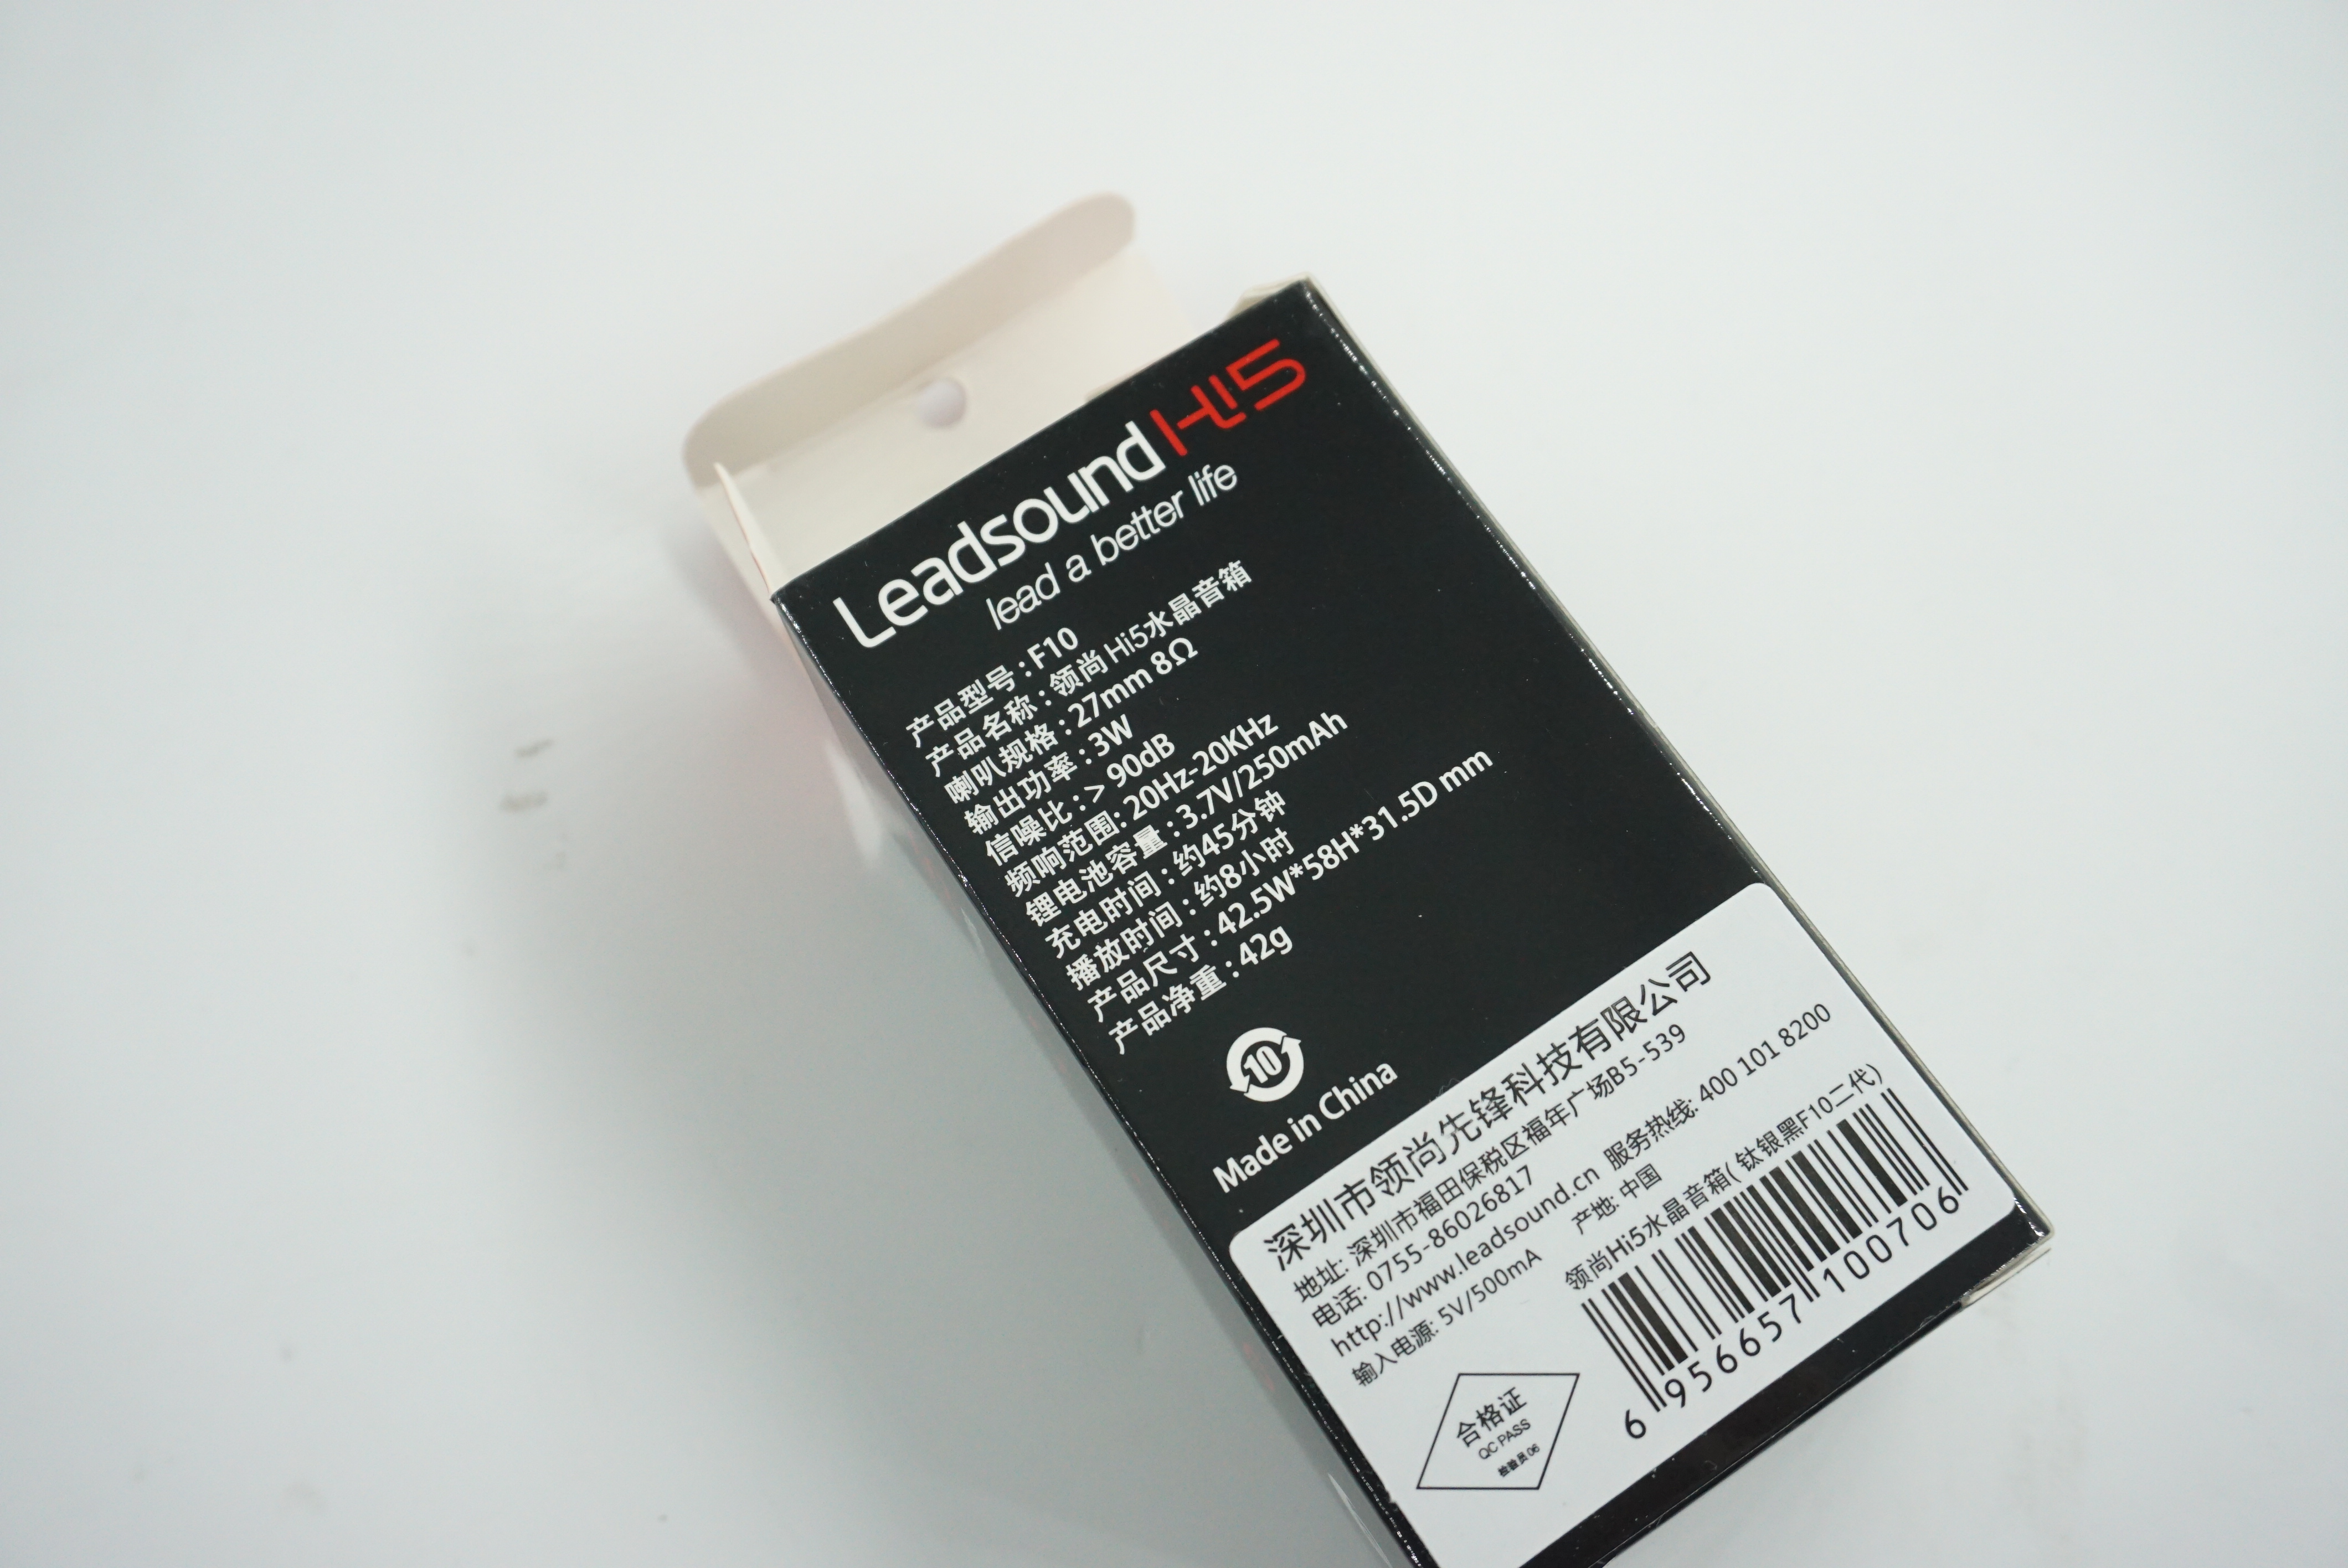 Leadsound Hi5
lead a better life
产品型号：F10
产品名称：领尚Hi5水晶音箱
喇叭规格：27mm 8Ω
输出功率：3W
信噪比：> 90dB
频响范围: 20Hz-20KHz
锂电池容量：3.7V/250mAh
充电时间：约45分钟
播放时间：约8小时
产品尺寸：42.5W*58H*31.5D mm
产品净重：42g
10
Made in China
深圳市领尚先锋科技有限公司
地址: 深圳市福田保税区福年广场B5-539
电话: 0755-86026817
http://www.leadsound.cn 服务热线: 400 101 8200
输入电源: 5V/500mA 产地: 中国
领尚Hi5水晶音箱( 钛银黑F10二代)
6 956657 100706
合格证
QC PASS
检验员 06